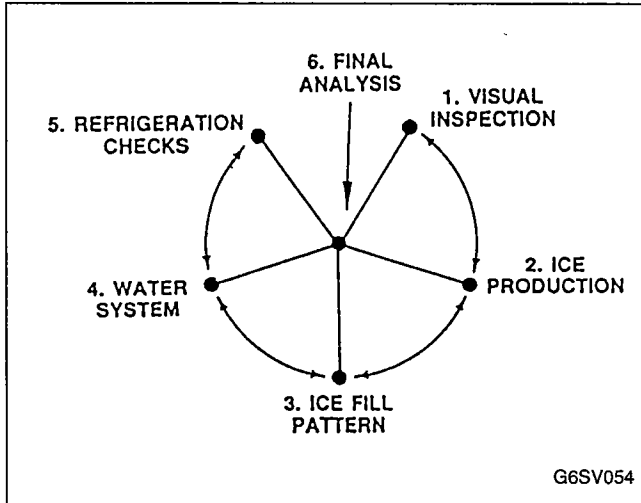 6. FINAL
ANALYSIS
1. VISUAL
INSPECTION
5. REFRIGERATION
CHECKS
2. ICE
PRODUCTION
4. WATER
SYSTEM
3. ICE FILL
PATTERN
G6SV054